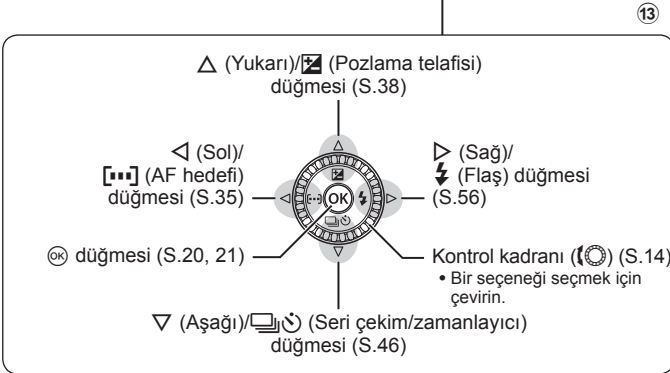 ⑬
△ (Yukarı)/ (Pozlama telafisi)
düğmesi (S.38)
◁ (Sol)/
[▪▪▪] (AF hedefi)
düğmesi (S.35)
▷ (Sağ)/
⚡ (Flaş) düğmesi
(S.56)
OK
OK düğmesi (S.20, 21)
Kontrol kadranı () (S.14)
• Bir seçeneği seçmek için
çevirin.
▽ (Aşağı)/ (Seri çekim/zamanlayıcı)
düğmesi (S.46)